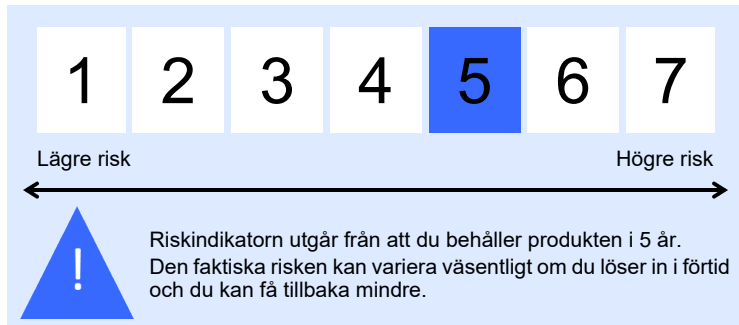 1 2 3 4 5 6 7
Lägre risk Högre risk
!
Riskindikatorn utgår från att du behåller produkten i 5 år.
Den faktiska risken kan variera väsentligt om du löser in i förtid
och du kan få tillbaka mindre.